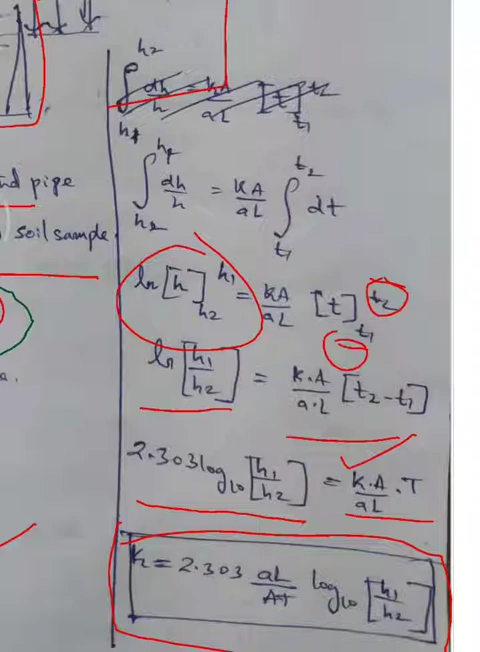 nd pipe
soil sample
a.
∫_{h1}^{h2} dh/h = kA/aL [t]_{t1}^{t2}
∫_{h2}^{h1} dh/h = KA/aL ∫_{t1}^{t2} dt
ln[h]_{h2}^{h1} = KA/aL [t]_{t1}^{t2}
ln[h1/h2] = K.A/a.L [t2-t1]
2.303log10[h1/h2] = K.A/aL .T
k = 2.303 aL/AT log10[h1/h2]